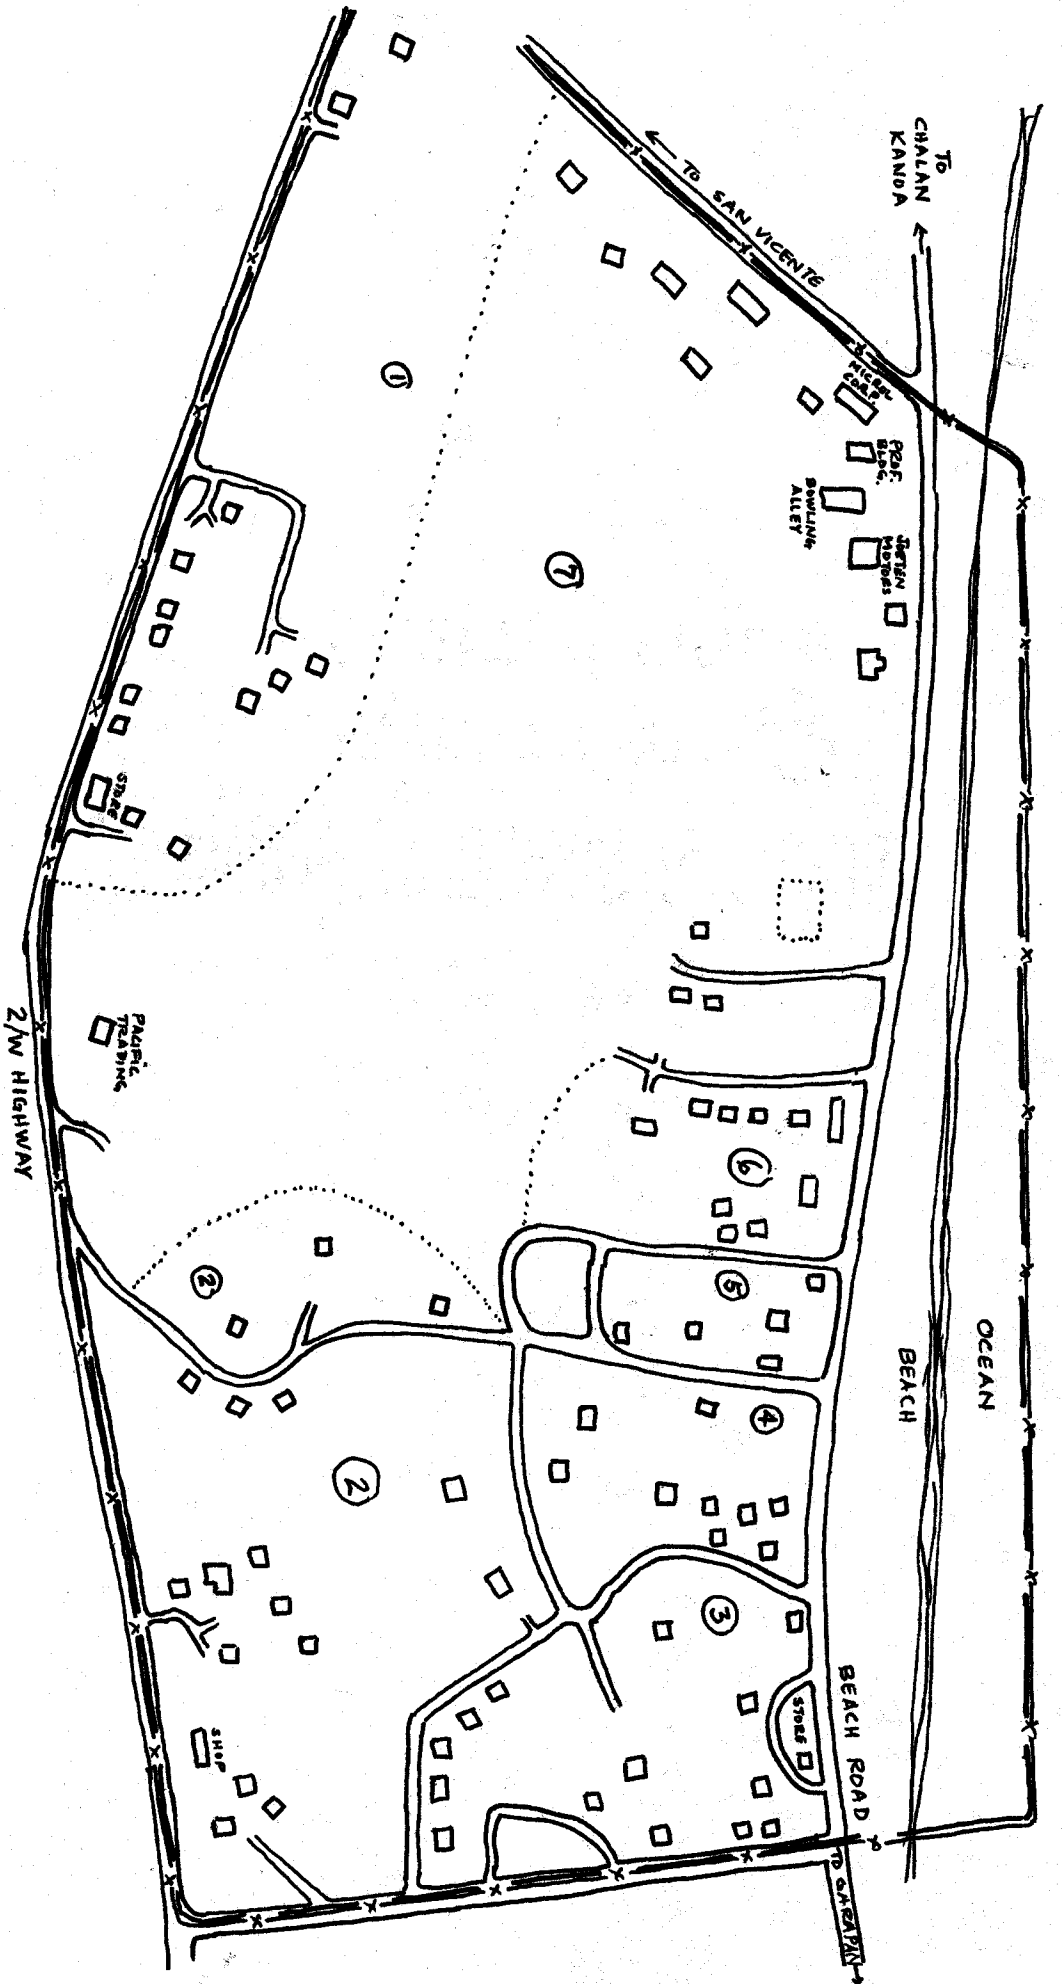 TO
CHALAN
KANOA
TO SAN VICENTE
MICROL
CORP.
PROF.
BLDG.
BOWLING
ALLEY
JOETEN
MOTORS
1
7
STORE
PACIFIC
TRADING
2/W HIGHWAY
6
5
2
4
2
3
OCEAN
BEACH
BEACH ROAD
STORE
SHOP
TO GARAPAN